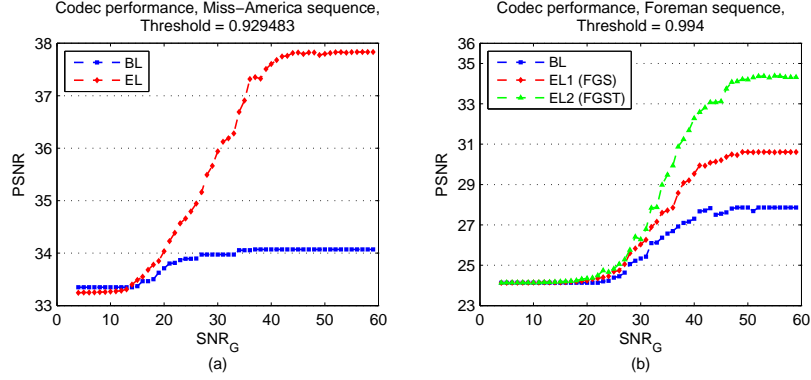 Codec performance, Miss−America sequence,
Threshold = 0.929483
38
37
36
35
34
33
PSNR
BL
EL
0 10 20 30 40 50 60
SNR_G
(a)
Codec performance, Foreman sequence,
Threshold = 0.994
36
34
31
29
27
25
23
PSNR
BL
EL1 (FGS)
EL2 (FGST)
0 10 20 30 40 50 60
SNR_G
(b)